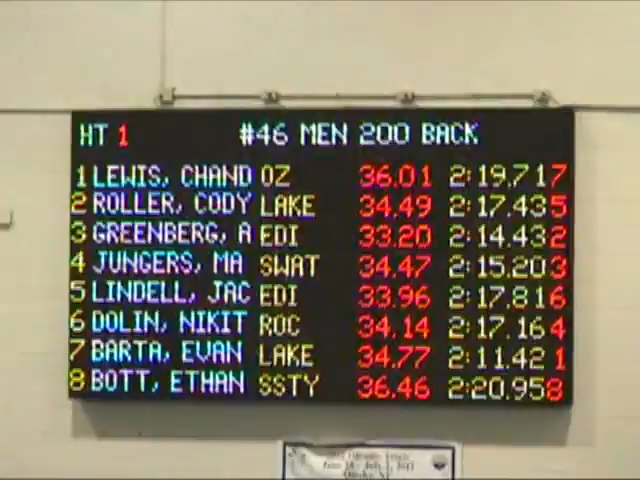 HT 1 #46 MEN 200 BACK
1 LEWIS, CHAND OZ 36.01 2:19.71 7
2 ROLLER, CODY LAKE 34.49 2:17.43 5
3 GREENBERG, A EDI 33.20 2:14.43 2
4 JUNGERS, MA SWAT 34.47 2:15.20 3
5 LINDELL, JAC EDI 33.96 2:17.81 6
6 DOLIN, NIKIT ROC 34.14 2:17.16 4
7 BARTA, EVAN LAKE 34.77 2:11.42 1
8 BOTT, ETHAN SSTY 36.46 2:20.95 8